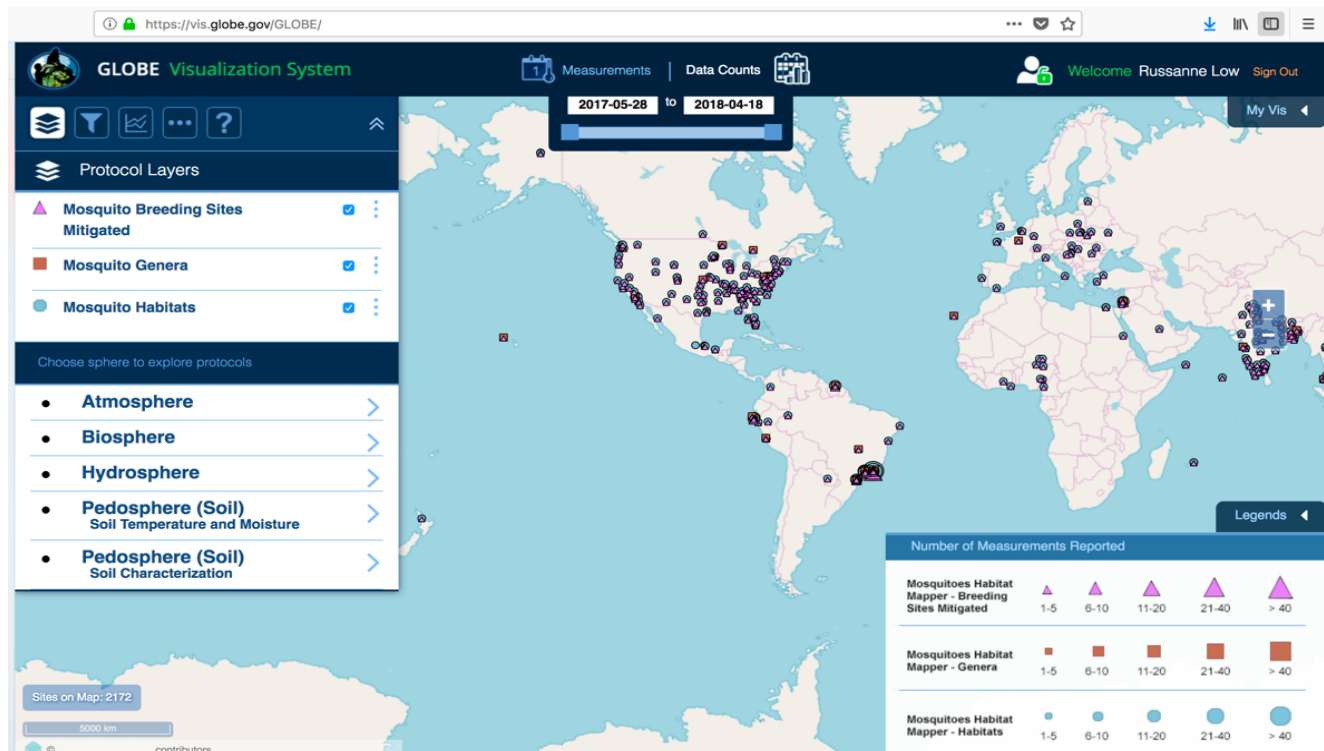 https://vis.globe.gov/GLOBE/
GLOBE Visualization System
1 Measurements | Data Counts
Welcome Russanne Low Sign Out
2017-05-28 to 2018-04-18
My Vis
?
Protocol Layers
Mosquito Breeding Sites
Mitigated
Mosquito Genera
Mosquito Habitats
Choose sphere to explore protocols
Atmosphere
Biosphere
Hydrosphere
Pedosphere (Soil)
Soil Temperature and Moisture
Pedosphere (Soil)
Soil Characterization
+
−
Legends
Number of Measurements Reported
Mosquitoes Habitat
Mapper - Breeding
Sites Mitigated
1-5 6-10 11-20 21-40 > 40
Mosquitoes Habitat
Mapper - Genera
1-5 6-10 11-20 21-40 > 40
Mosquitoes Habitat
Mapper - Habitats
1-5 6-10 11-20 21-40 > 40
Sites on Map: 2172
5000 km
© contributors